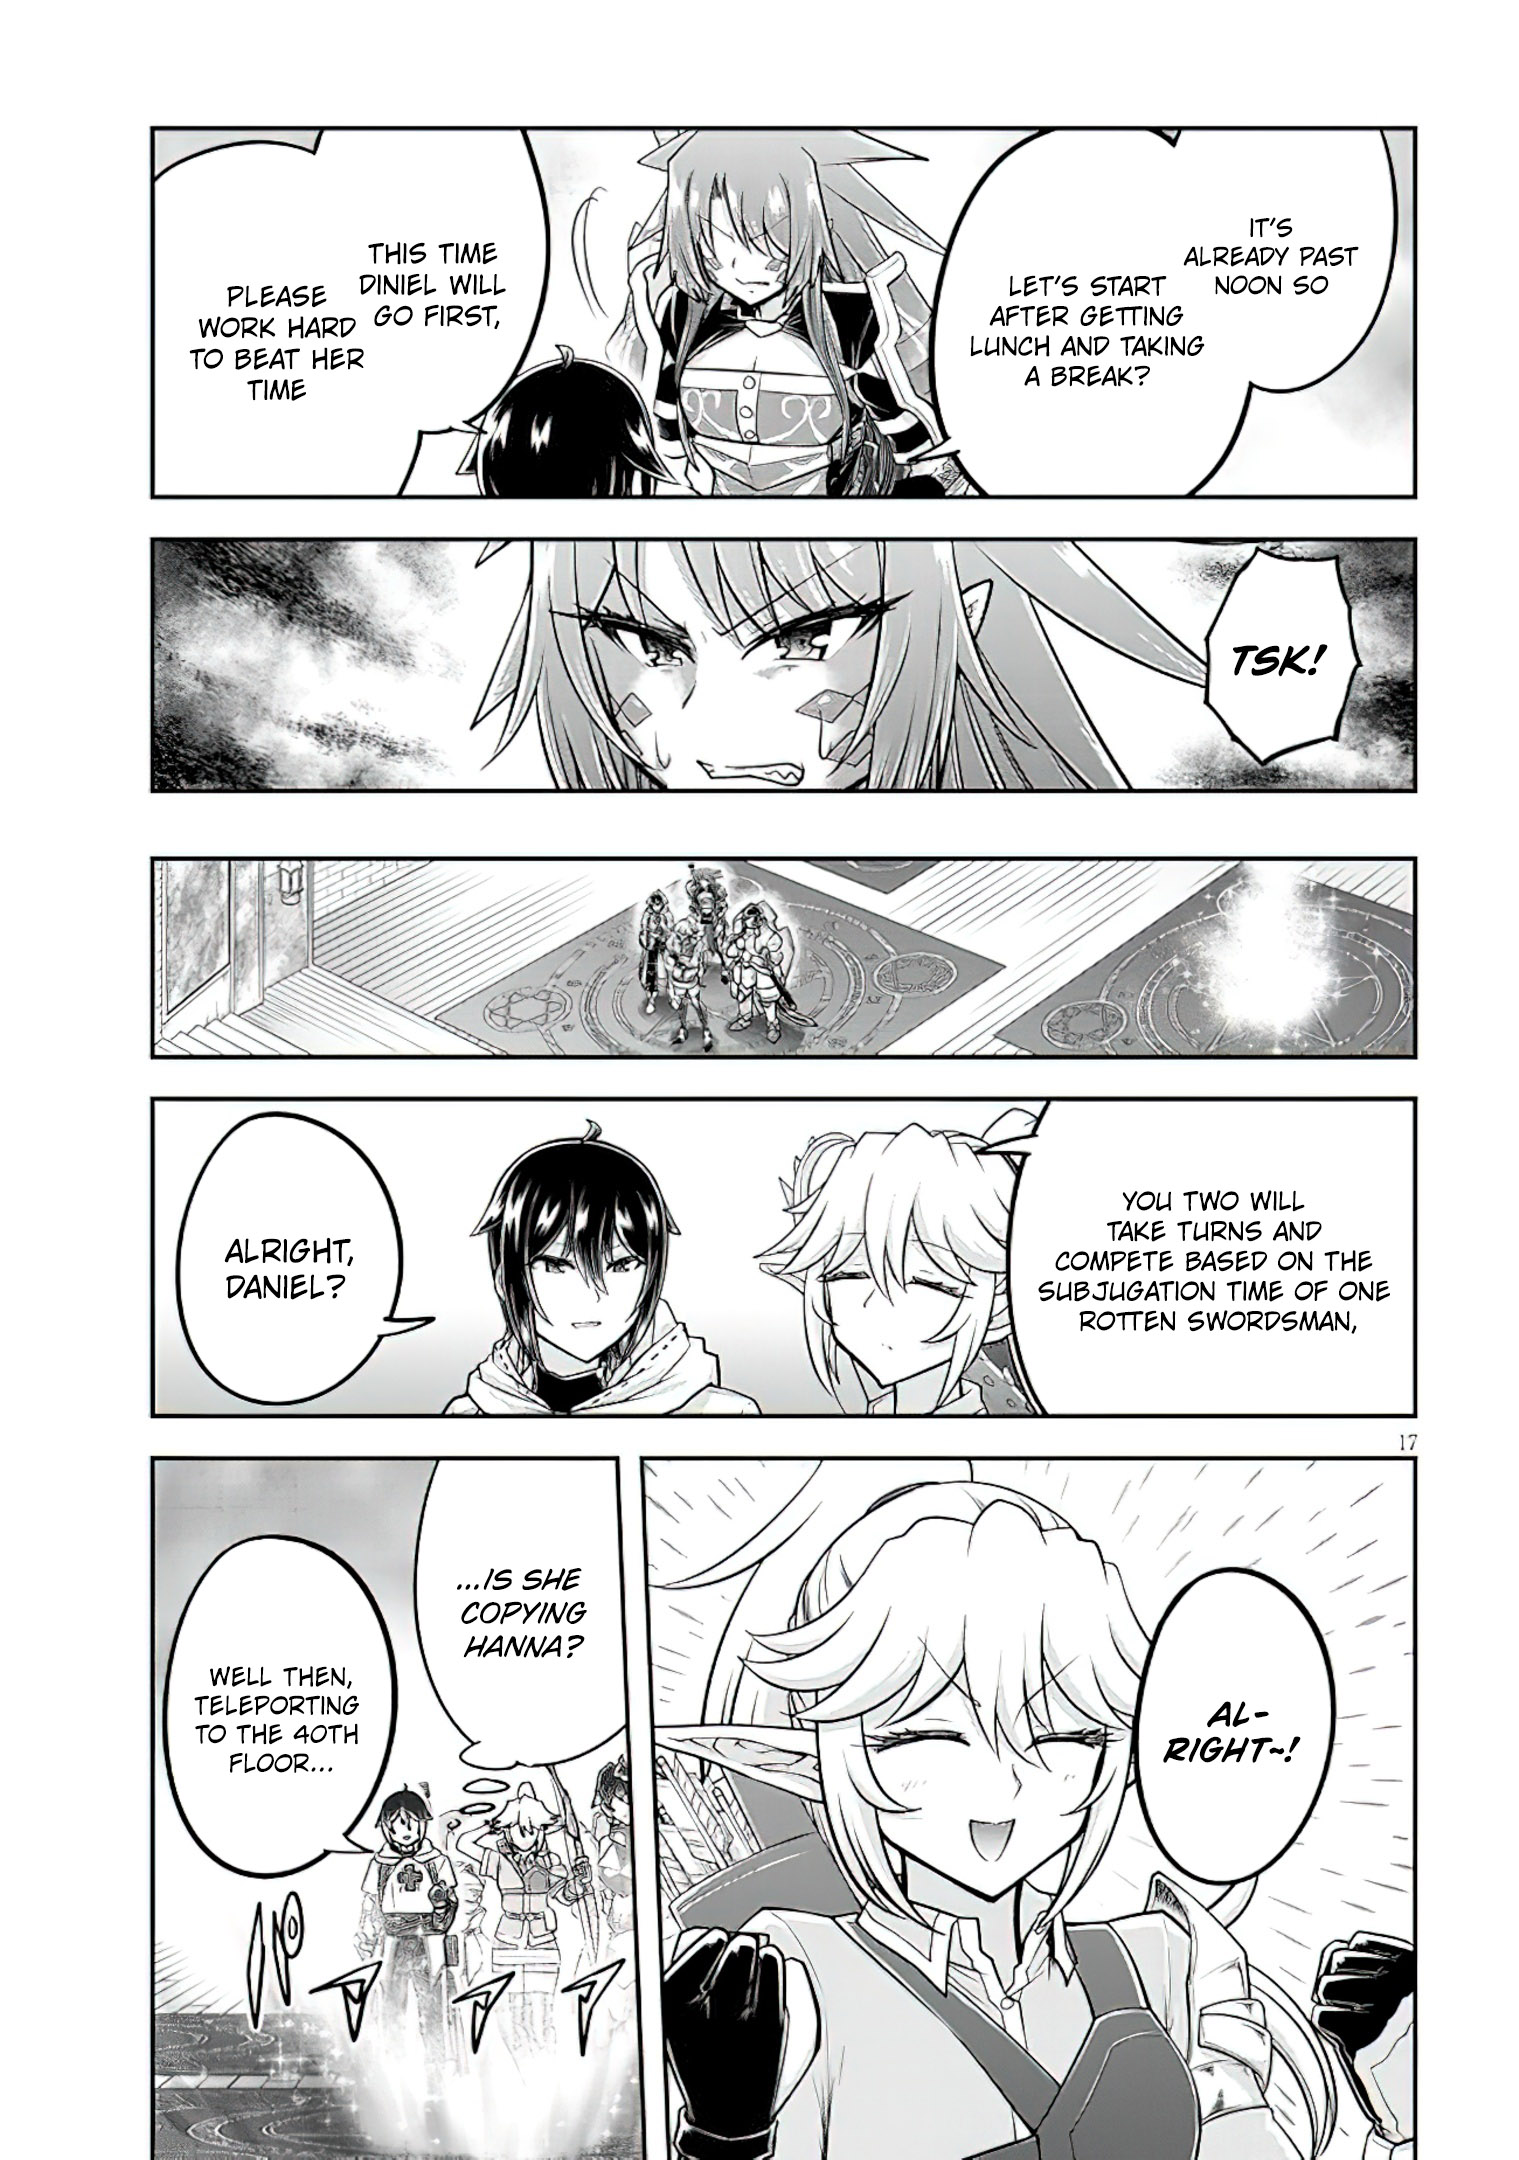 IT'S
ALREADY PAST
NOON SO
LET'S START
AFTER GETTING
LUNCH AND TAKING
A BREAK?
THIS TIME
DINIEL WILL
GO FIRST,
PLEASE
WORK HARD
TO BEAT HER
TIME
TSK!
YOU TWO WILL
TAKE TURNS AND
COMPETE BASED ON THE
SUBJUGATION TIME OF ONE
ROTTEN SWORDSMAN,
ALRIGHT,
DANIEL?
17
AL-
RIGHT~!
...IS SHE
COPYING
HANNA?
WELL THEN,
TELEPORTING
TO THE 40TH
FLOOR...